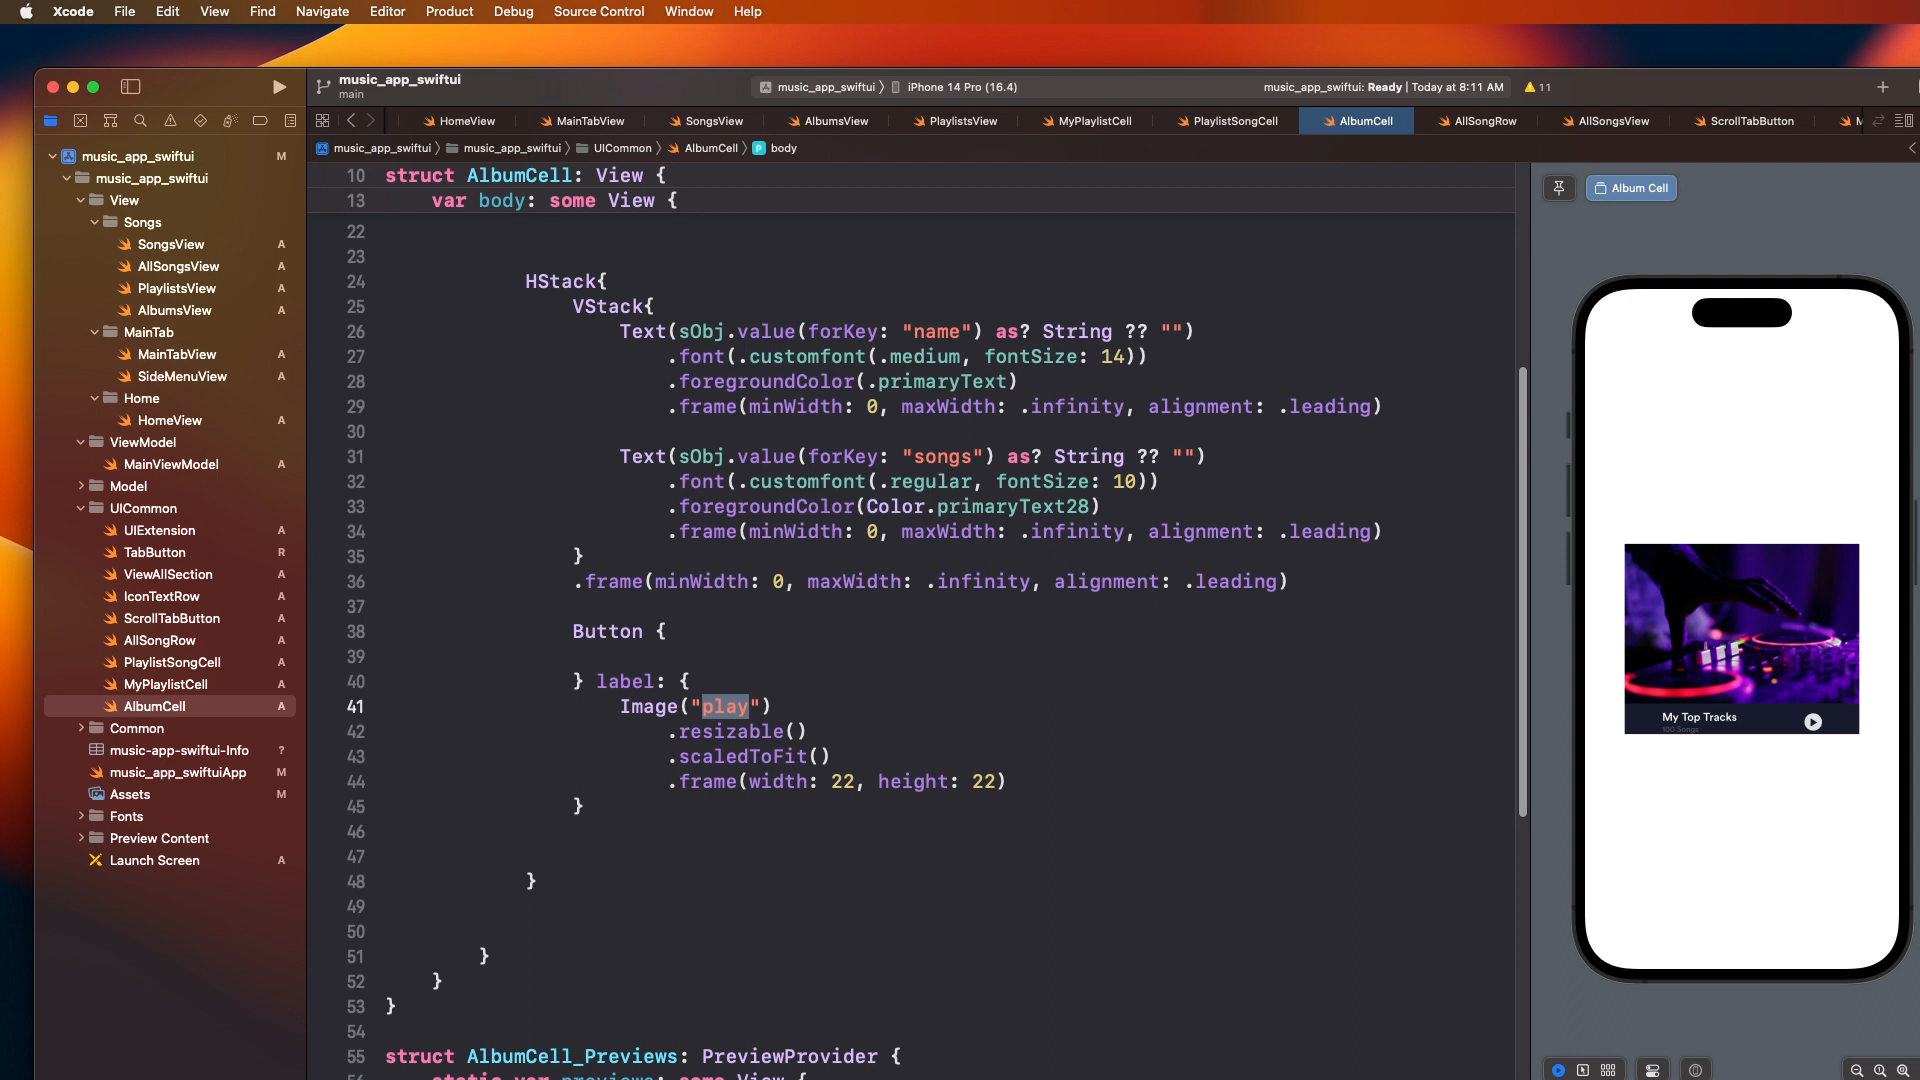 Xcode File Edit View Find Navigate Editor Product Debug Source Control Window Help
music_app_swiftui
main
music_app_swiftui 〉 iPhone 14 Pro (16.4)
music_app_swiftui: Ready | Today at 8:11 AM
11
HomeView MainTabView SongsView AlbumsView PlaylistsView MyPlaylistCell PlaylistSongCell AlbumCell AllSongRow AllSongsView ScrollTabButton
music_app_swiftui 〉 music_app_swiftui 〉 UICommon 〉 AlbumCell 〉 P body
music_app_swiftui M
music_app_swiftui
View
Songs
SongsView A
AllSongsView A
PlaylistsView A
AlbumsView A
MainTab
MainTabView A
SideMenuView A
Home
HomeView A
ViewModel
MainViewModel A
Model
UICommon
UIExtension A
TabButton R
ViewAllSection A
IconTextRow A
ScrollTabButton A
AllSongRow A
PlaylistSongCell A
MyPlaylistCell A
AlbumCell A
Common
music-app-swiftui-Info ?
music_app_swiftuiApp M
Assets M
Fonts
Preview Content
Launch Screen A
10 struct AlbumCell: View {
13 var body: some View {
22
23
24 HStack{
25 VStack{
26 Text(sObj.value(forKey: "name") as? String ?? "")
27 .font(.customfont(.medium, fontSize: 14))
28 .foregroundColor(.primaryText)
29 .frame(minWidth: 0, maxWidth: .infinity, alignment: .leading)
30
31 Text(sObj.value(forKey: "songs") as? String ?? "")
32 .font(.customfont(.regular, fontSize: 10))
33 .foregroundColor(Color.primaryText28)
34 .frame(minWidth: 0, maxWidth: .infinity, alignment: .leading)
35 }
36 .frame(minWidth: 0, maxWidth: .infinity, alignment: .leading)
37
38 Button {
39
40 } label: {
41 Image("play")
42 .resizable()
43 .scaledToFit()
44 .frame(width: 22, height: 22)
45 }
46
47
48 }
49
50
51 }
52 }
53 }
54
55 struct AlbumCell_Previews: PreviewProvider {
Album Cell
My Top Tracks
100 Songs